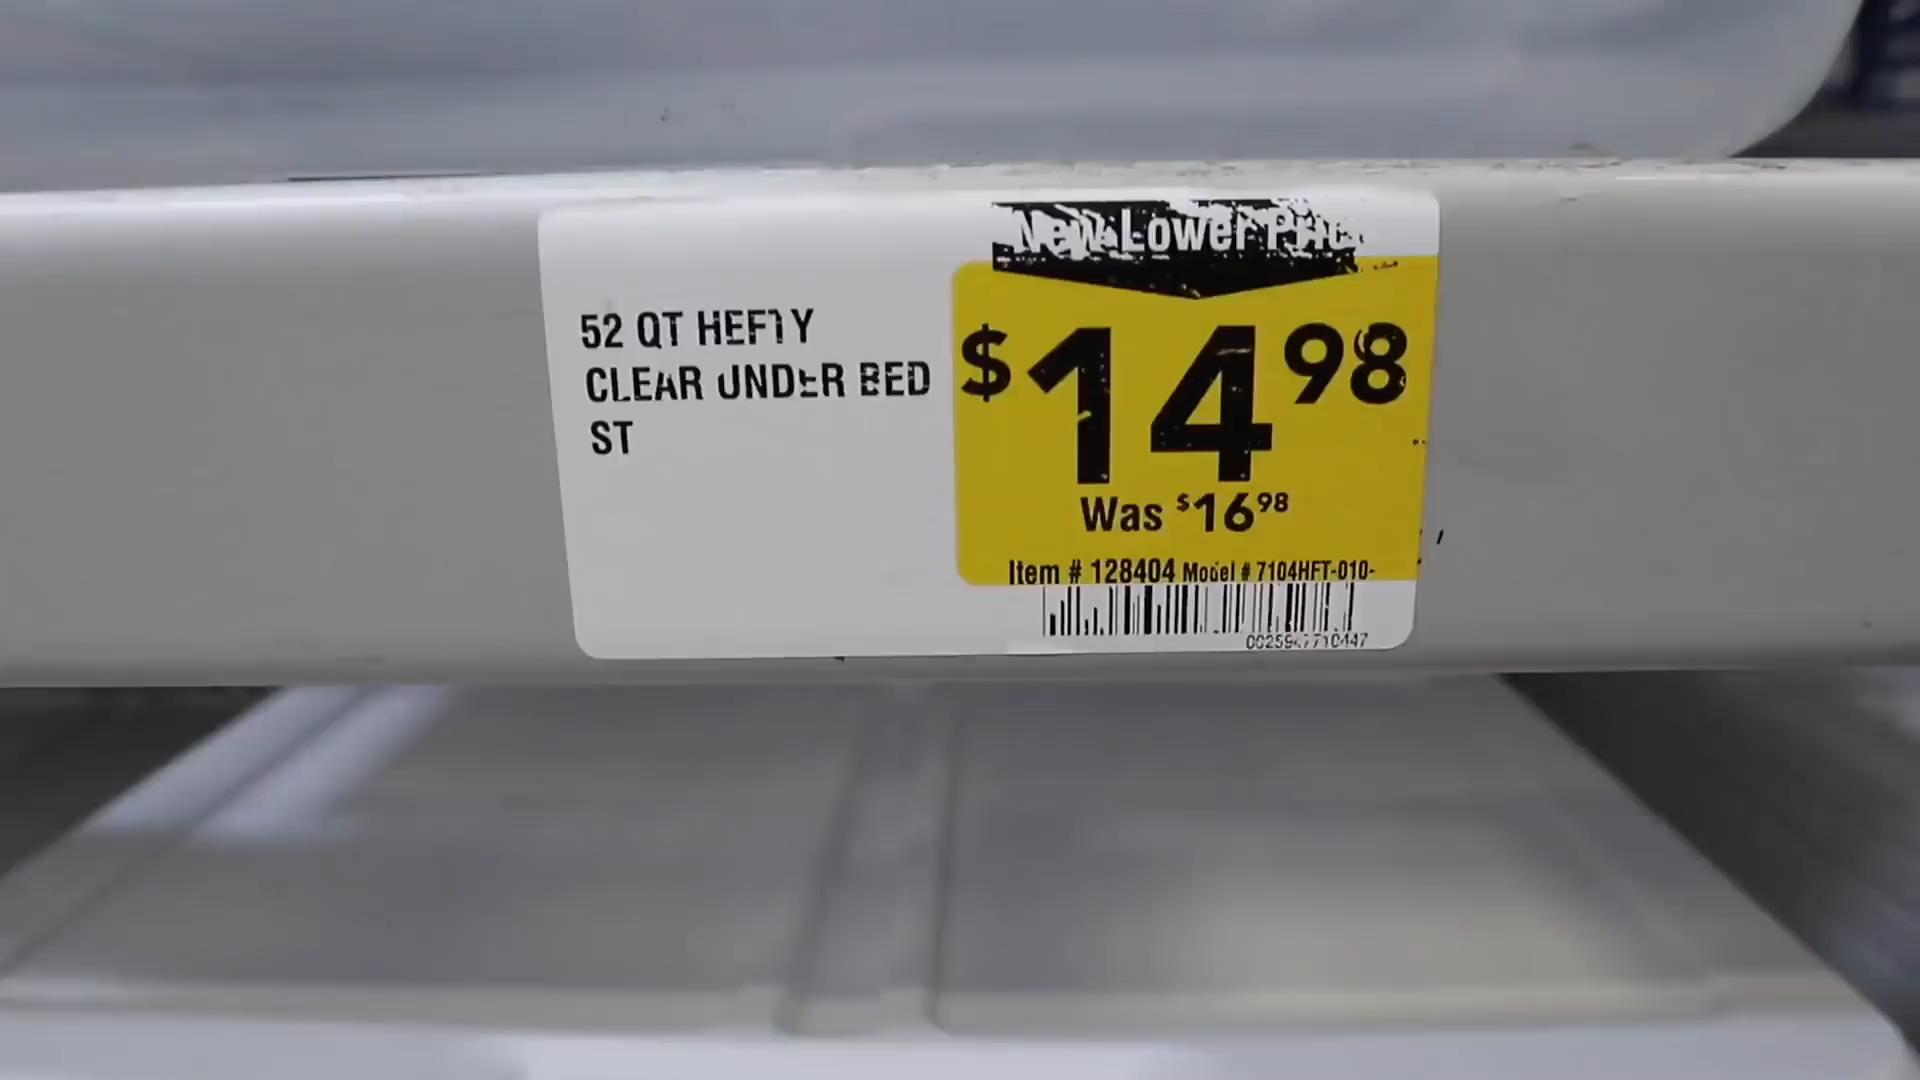 New Lower Price
52 QT HEFTY
CLEAR UNDER BED
ST
$14 98
Was $16 98
Item # 128404 Model # 7104HFT-010-